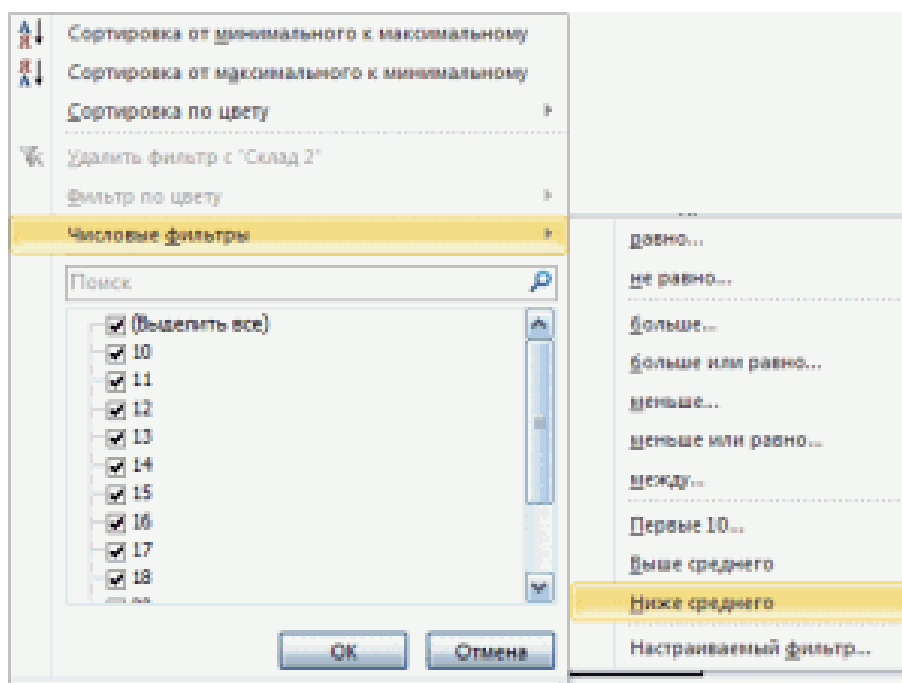 Сортировка от минимального к максимальному
Сортировка от максимального к минимальному
Сортировка по цвету
Удалить фильтр с "Склад 2"
Фильтр по цвету
Числовые фильтры
Поиск
(Выделить все)
10
11
12
13
14
15
16
17
18
ОК
Отмена
равно...
не равно...
больше...
больше или равно...
меньше...
меньше или равно...
между...
Первые 10...
Выше среднего
Ниже среднего
Настраиваемый фильтр...